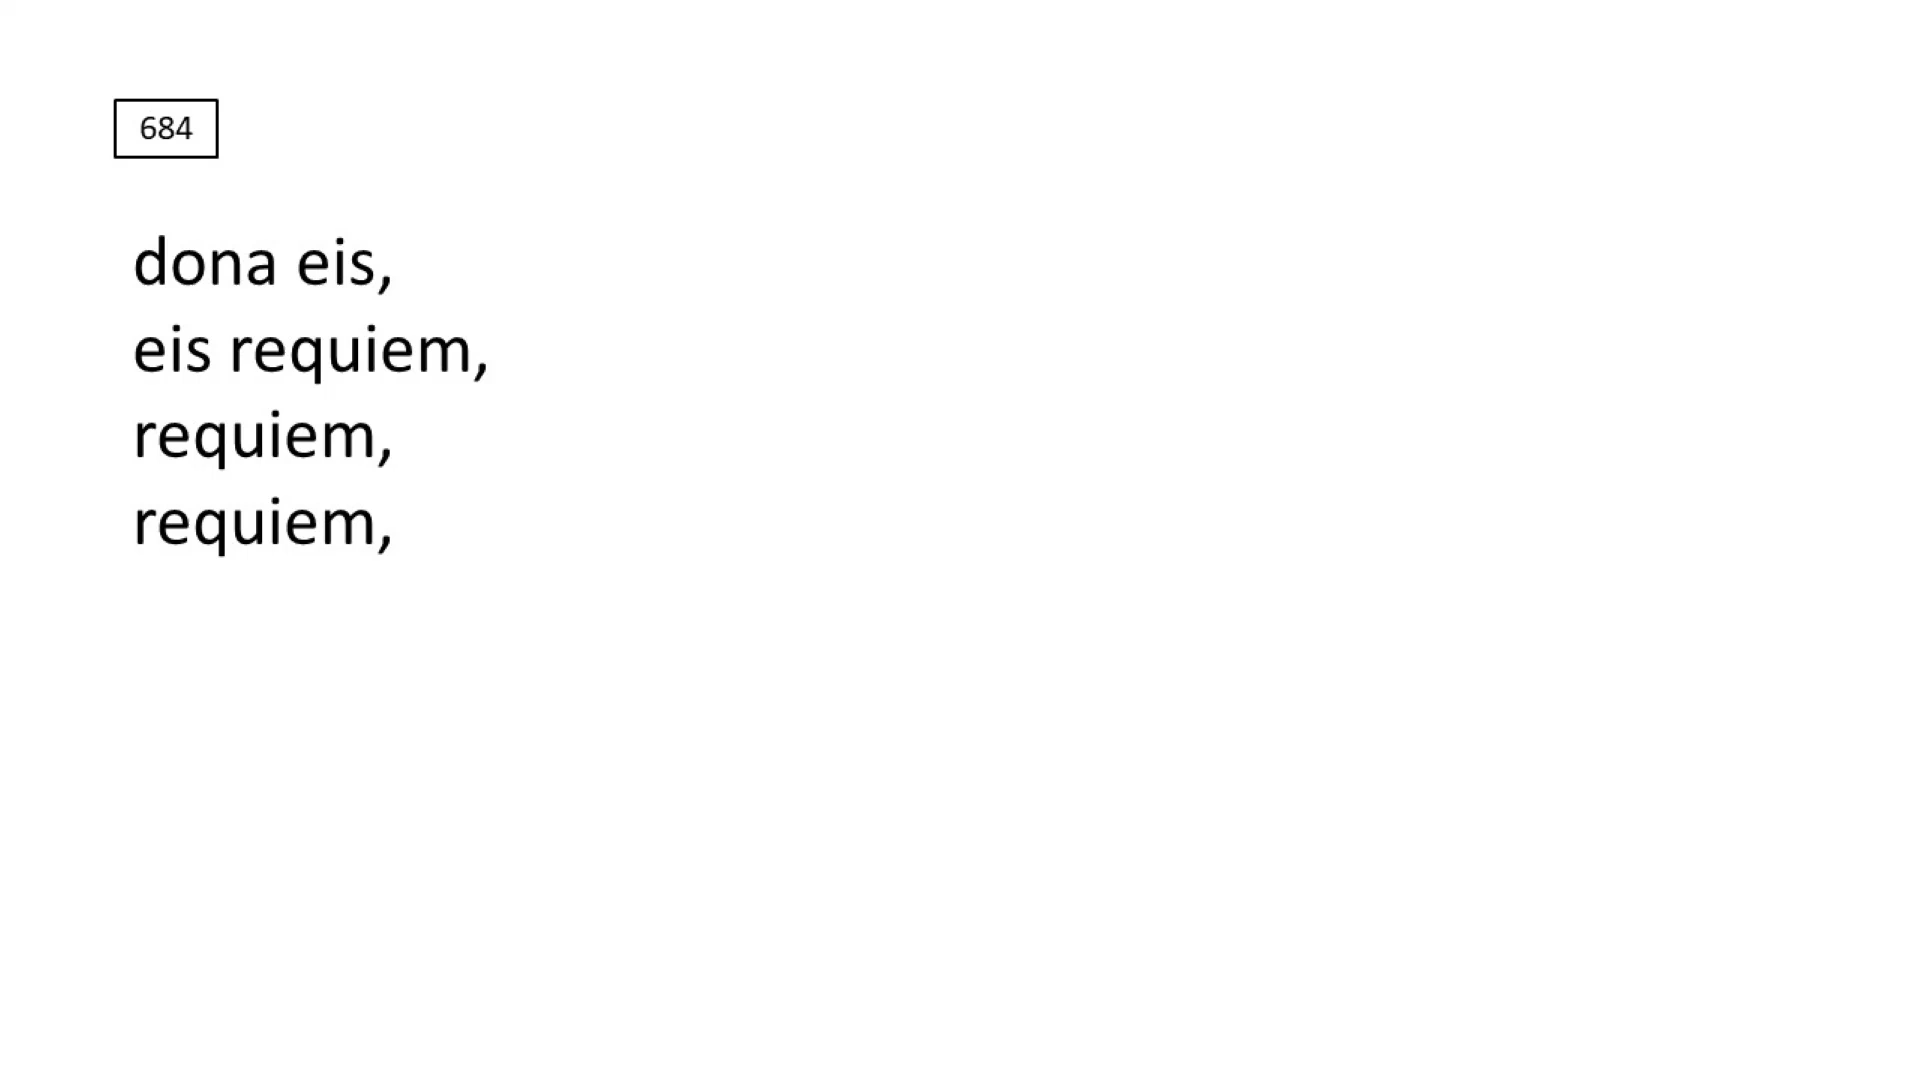 684
dona eis,
eis requiem,
requiem,
requiem,